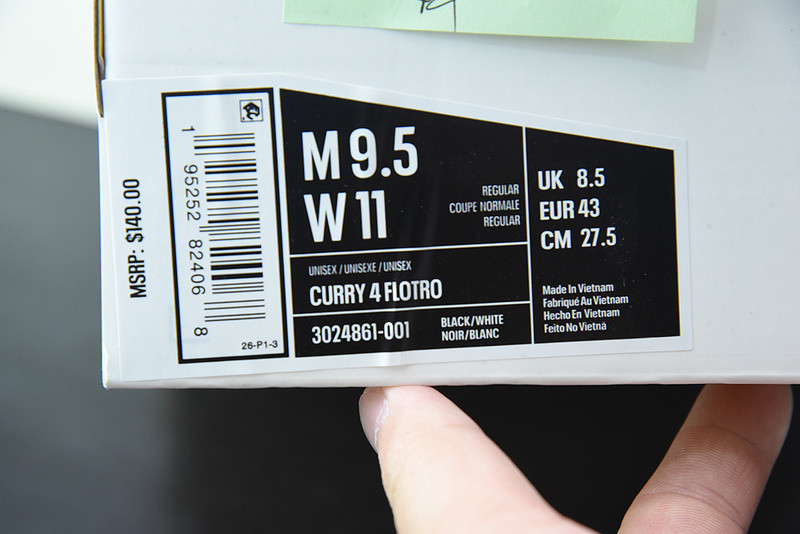 MSRP: $140.00
1 95252 82406 8
26-P1-3
M 9.5
W 11
REGULAR
COUPE NORMALE
REGULAR
UNISEX / UNISEXE / UNISEX
CURRY 4 FLOTRO
3024861-001
BLACK/WHITE
NOIR/BLANC
UK 8.5
EUR 43
CM 27.5
Made In Vietnam
Fabriqué Au Vietnam
Hecho En Vietnam
Feito No Vietnã